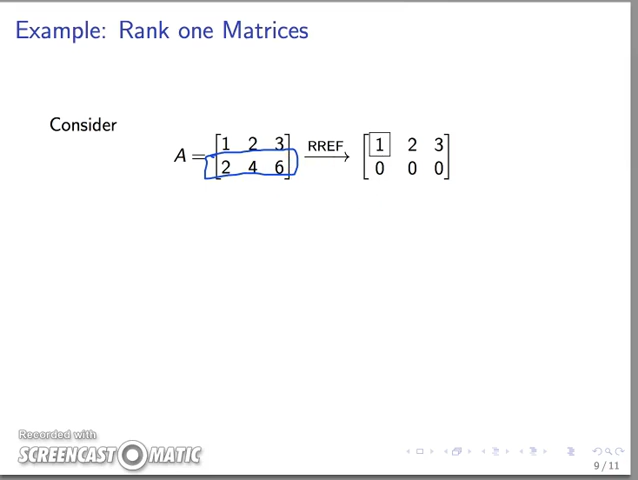 Example: Rank one Matrices
Consider
A = [1 2 3; 2 4 6] RREF→ [1 2 3; 0 0 0]
Recorded with
SCREENCAST-O-MATIC
9 / 11